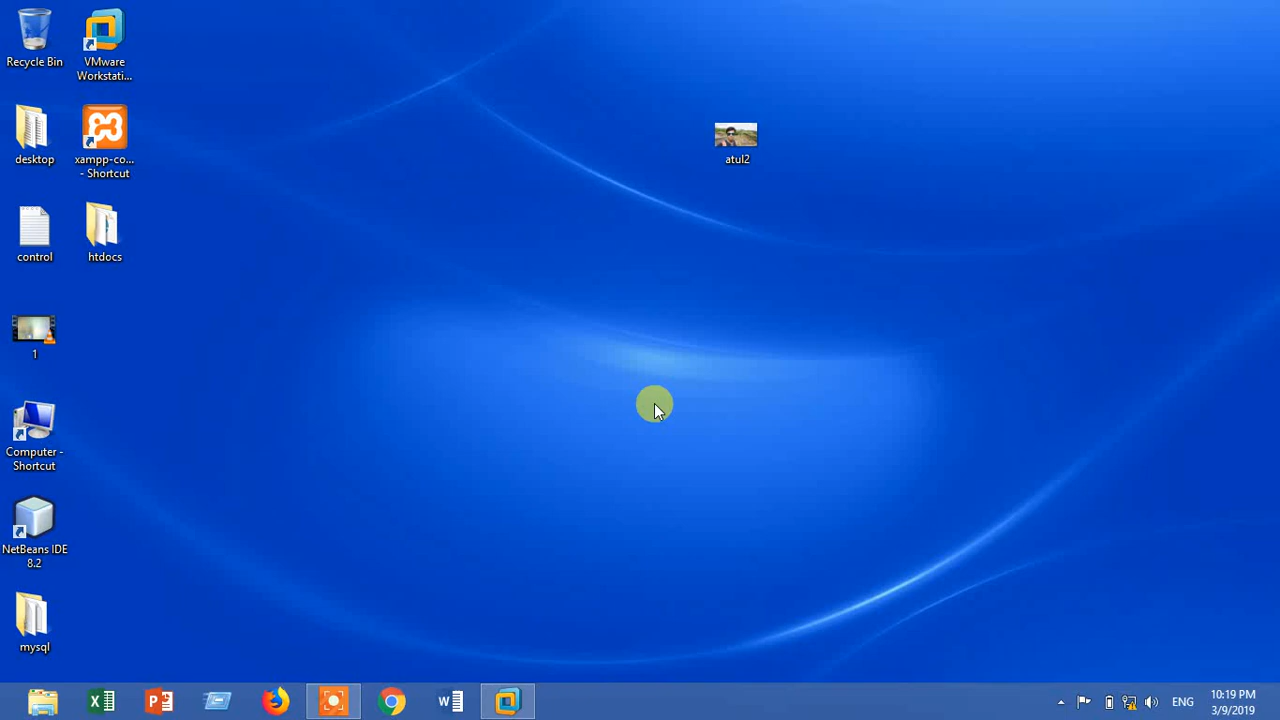 Recycle Bin
VMware
Workstati...
desktop
xampp-co...
- Shortcut
control
htdocs
1
Computer -
Shortcut
NetBeans IDE
8.2
mysql
atul2
ENG
10:19 PM
3/9/2019